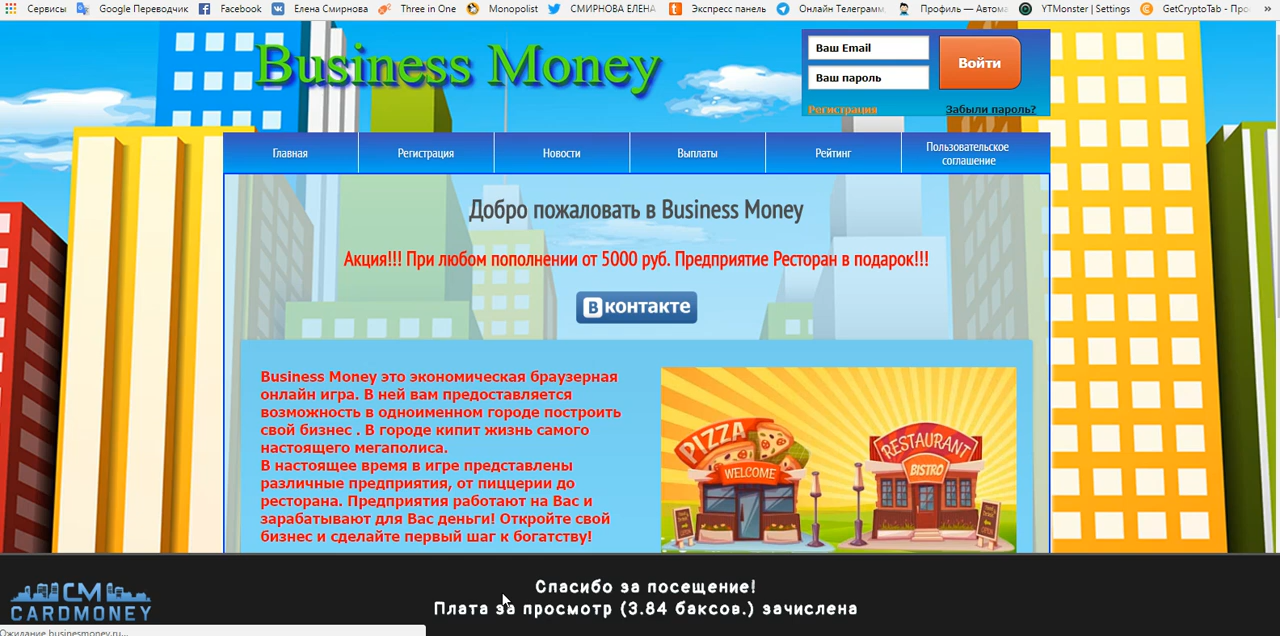 Сервисы Google Переводчик Facebook Елена Смирнова Three in One Monopolist СМИРНОВА ЕЛЕНА Экспресс панель Онлайн Телеграмм, Профиль — Автома YTMonster | Settings GetCryptoTab - Про »
Business Money
Ваш Email
Ваш пароль
Войти
Регистрация Забыли пароль?
Главная Регистрация Новости Выплаты Рейтинг Пользовательское
соглашение
Добро пожаловать в Business Money
Акция!!! При любом пополнении от 5000 руб. Предприятие Ресторан в подарок!!!
В контакте
Business Money это экономическая браузерная
онлайн игра. В ней вам предоставляется
возможность в одноименном городе построить
свой бизнес . В городе кипит жизнь самого
настоящего мегаполиса.
В настоящее время в игре представлены
различные предприятия, от пиццерии до
ресторана. Предприятия работают на Вас и
зарабатывают для Вас деньги! Откройте свой
бизнес и сделайте первый шаг к богатству!
PIZZA
WELCOME
OPEN
RESTAURANT
BISTRO
OPEN
CM
CARDMONEY
Спасибо за посещение!
Плата за просмотр (3.84 баксов.) зачислена
Ожидание businesmoney.ru...